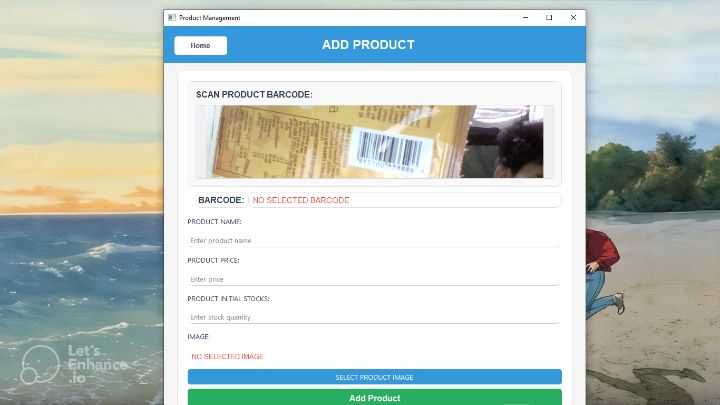 Product Management
Home
ADD PRODUCT
SCAN PRODUCT BARCODE:
BARCODE: NO SELECTED BARCODE
PRODUCT NAME:
Enter product name
PRODUCT PRICE:
Enter price
PRODUCT INITIAL STOCKS:
Enter stock quantity
IMAGE:
NO SELECTED IMAGE
SELECT PRODUCT IMAGE
Add Product
Let's
Enhance
.io